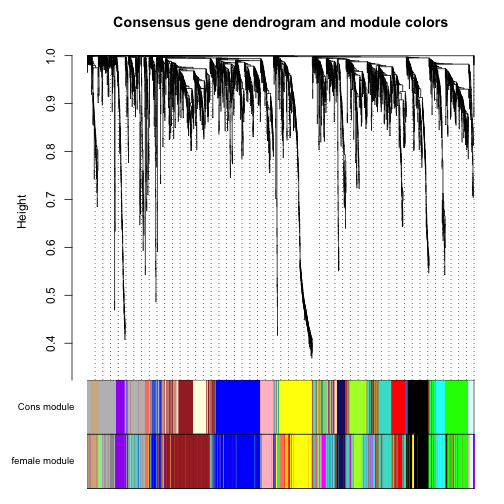 Consensus gene dendrogram and module colors
Height
1.0
0.9
0.8
0.7
0.6
0.5
0.4
Cons module
female module